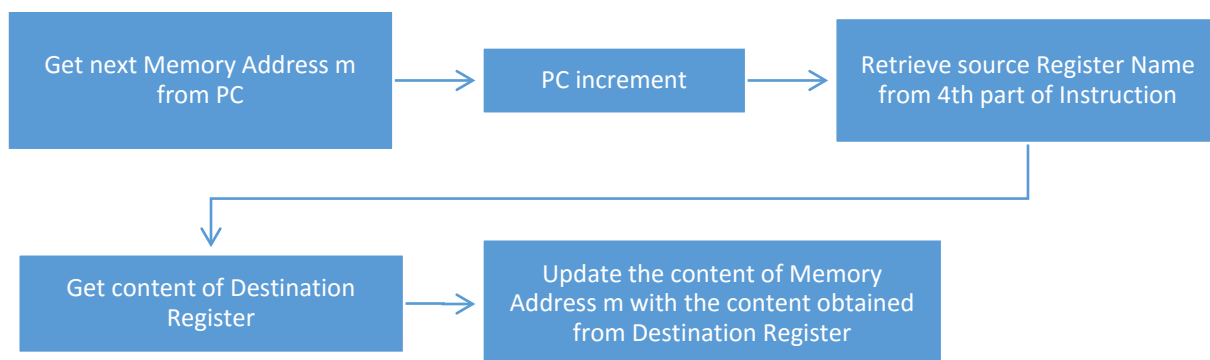 Get next Memory Address m
from PC
PC increment
Retrieve source Register Name
from 4th part of Instruction
Get content of Destination
Register
Update the content of Memory
Address m with the content obtained
from Destination Register